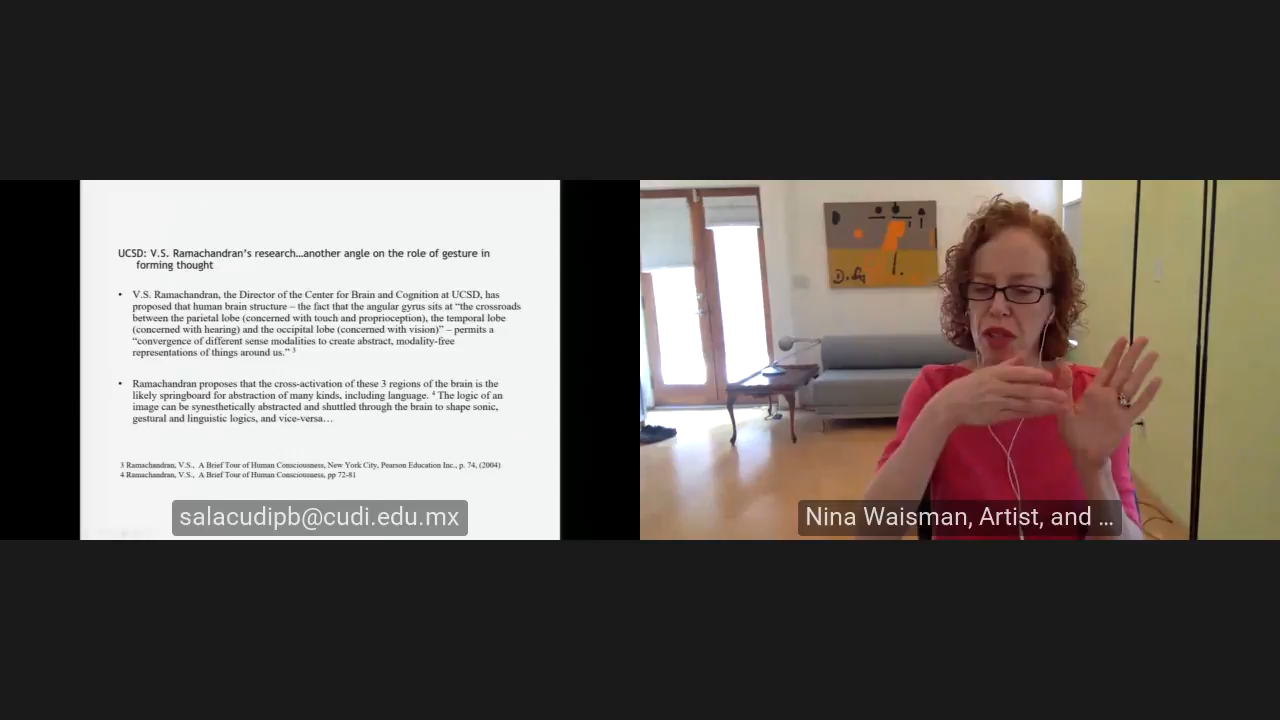 UCSD: V.S. Ramachandran's research...another angle on the role of gesture in
forming thought
• V.S. Ramachandran, the Director of the Center for Brain and Cognition at UCSD, has
proposed that human brain structure – the fact that the angular gyrus sits at "the crossroads
between the parietal lobe (concerned with touch and proprioception), the temporal lobe
(concerned with hearing) and the occipital lobe (concerned with vision)" – permits a
"convergence of different sense modalities to create abstract, modality-free
representations of things around us." 3
• Ramachandran proposes that the cross-activation of these 3 regions of the brain is the
likely springboard for abstraction of many kinds, including language. 4 The logic of an
image can be synesthetically abstracted and shuttled through the brain to shape sonic,
gestural and linguistic logics, and vice-versa...
3 Ramachandran, V.S., A Brief Tour of Human Consciousness, New York City, Pearson Education Inc., p. 74, (2004)
4 Ramachandran, V.S., A Brief Tour of Human Consciousness, pp 72-81
salacudipb@cudi.edu.mx
Nina Waisman, Artist, and ...